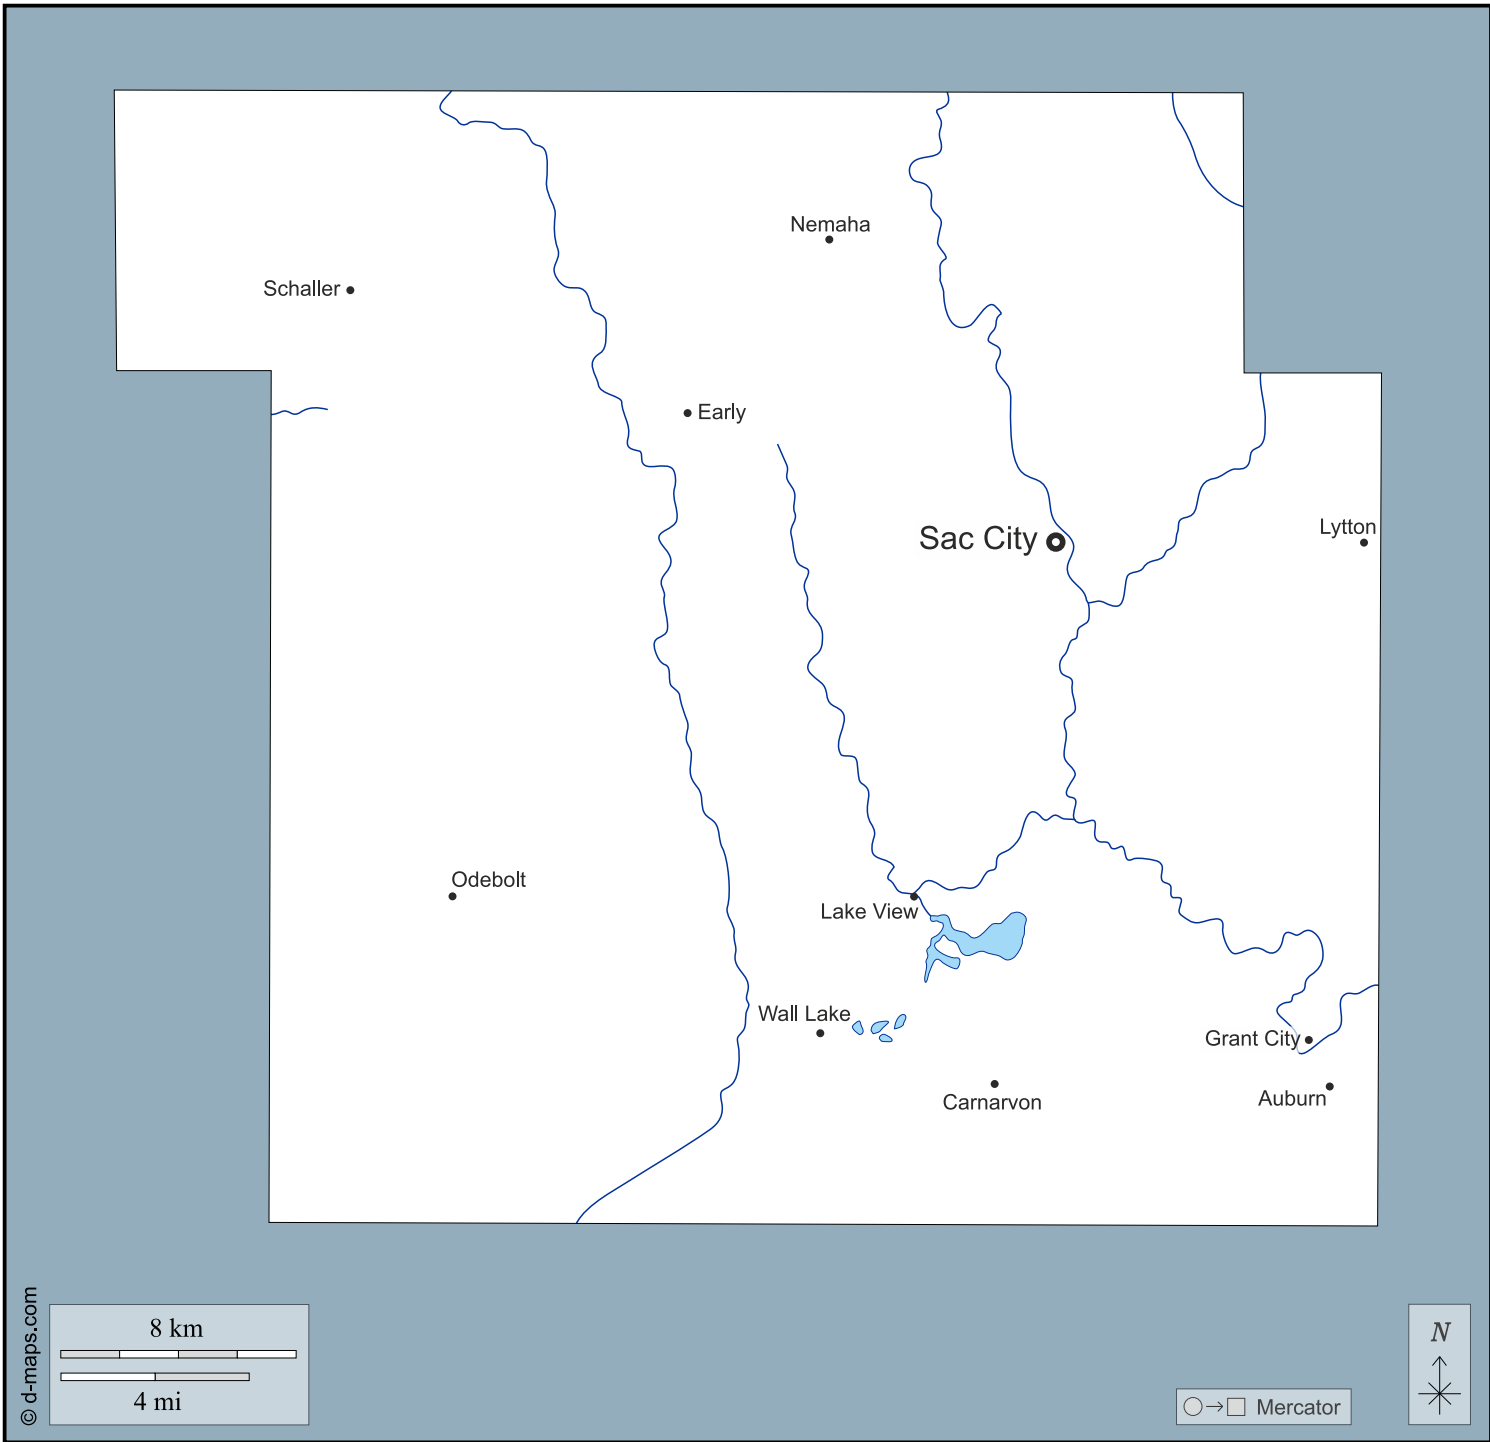 Nemaha
Schaller
Early
Sac City
Lytton
Odebolt
Lake View
Wall Lake
Grant City
Carnarvon
Auburn
© d-maps.com
8 km
4 mi
N
Mercator